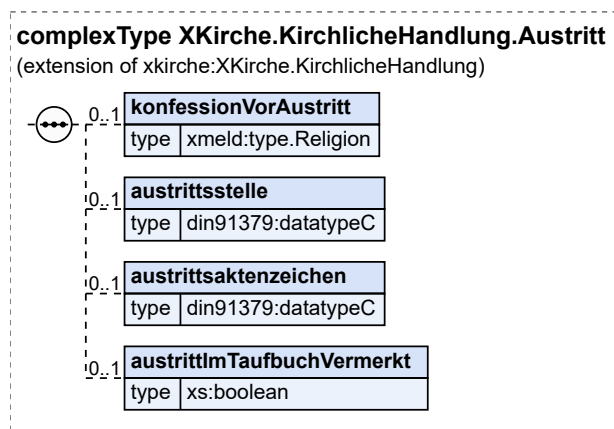 complexType XKirche.KirchlicheHandlung.Austritt
(extension of xkirche:XKirche.KirchlicheHandlung)
0..1 konfessionVorAustritt
type xmeld:type.Religion
0..1 austrittsstelle
type din91379:datatypeC
0..1 austrittsaktenzeichen
type din91379:datatypeC
0..1 austrittImTaufbuchVermerkt
type xs:boolean